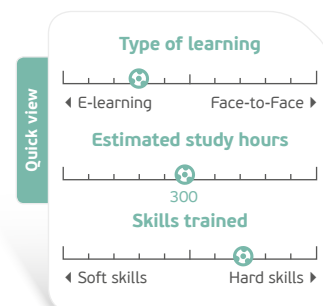 Quick view
Type of learning
E-learning Face-to-Face
Estimated study hours
300
Skills trained
Soft skills Hard skills